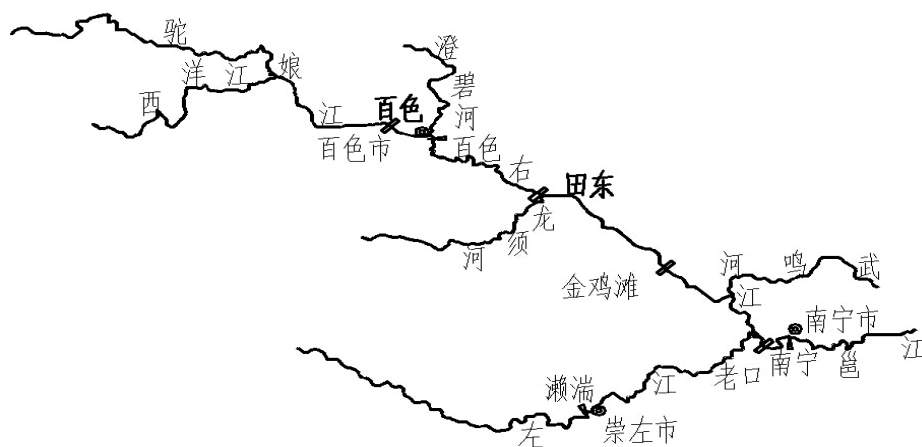 驮娘江
西洋江
澄碧河
百色
百色市
百色
右江
田东
龙须河
金鸡滩
武鸣河
南宁市
南宁
邕江
老口
左江
濑湍
崇左市